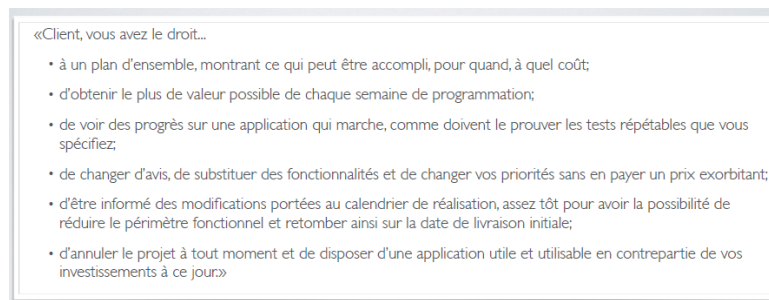 «Client, vous avez le droit...
• à un plan d'ensemble, montrant ce qui peut être accompli, pour quand, à quel coût;
• d'obtenir le plus de valeur possible de chaque semaine de programmation;
• de voir des progrès sur une application qui marche, comme doivent le prouver les tests répétables que vous
spécifiez;
• de changer d'avis, de substituer des fonctionnalités et de changer vos priorités sans en payer un prix exorbitant;
• d'être informé des modifications portées au calendrier de réalisation, assez tôt pour avoir la possibilité de
réduire le périmètre fonctionnel et retomber ainsi sur la date de livraison initiale;
• d'annuler le projet à tout moment et de disposer d'une application utile et utilisable en contrepartie de vos
investissements à ce jour.»